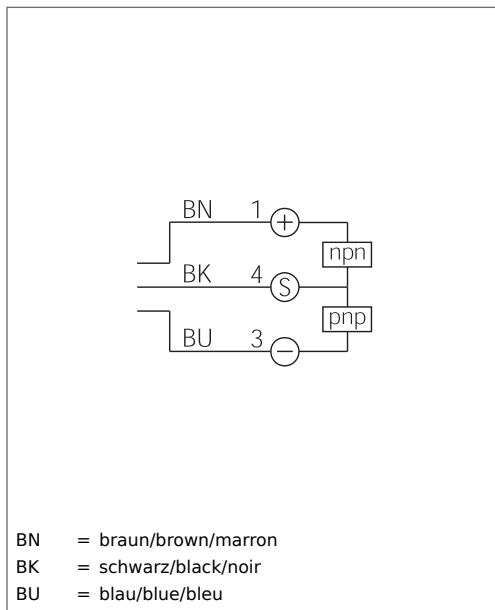 BN 1 +
npn
BK 4 S
pnp
BU 3 −
BN = braun/brown/marron
BK = schwarz/black/noir
BU = blau/blue/bleu